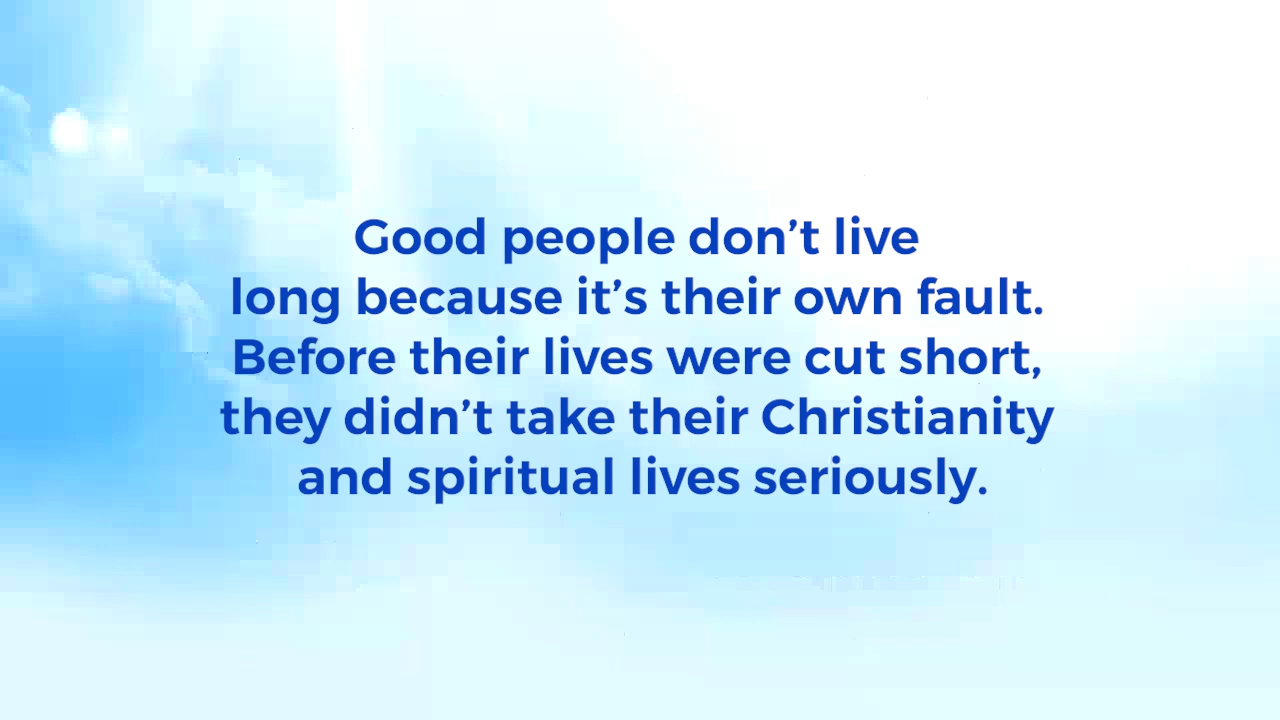 Good people don’t live
long because it’s their own fault.
Before their lives were cut short,
they didn’t take their Christianity
and spiritual lives seriously.